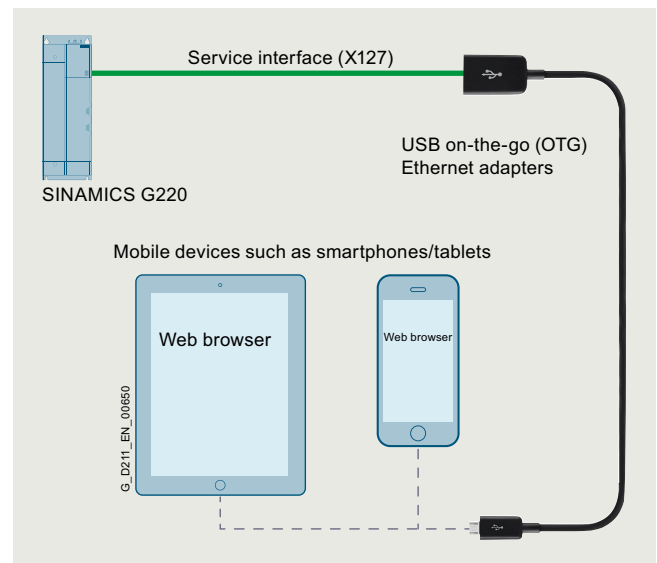 Service interface (X127)
USB on-the-go (OTG)
Ethernet adapters
SINAMICS G220
Mobile devices such as smartphones/tablets
Web browser
Web browser
G_D211_EN_00650